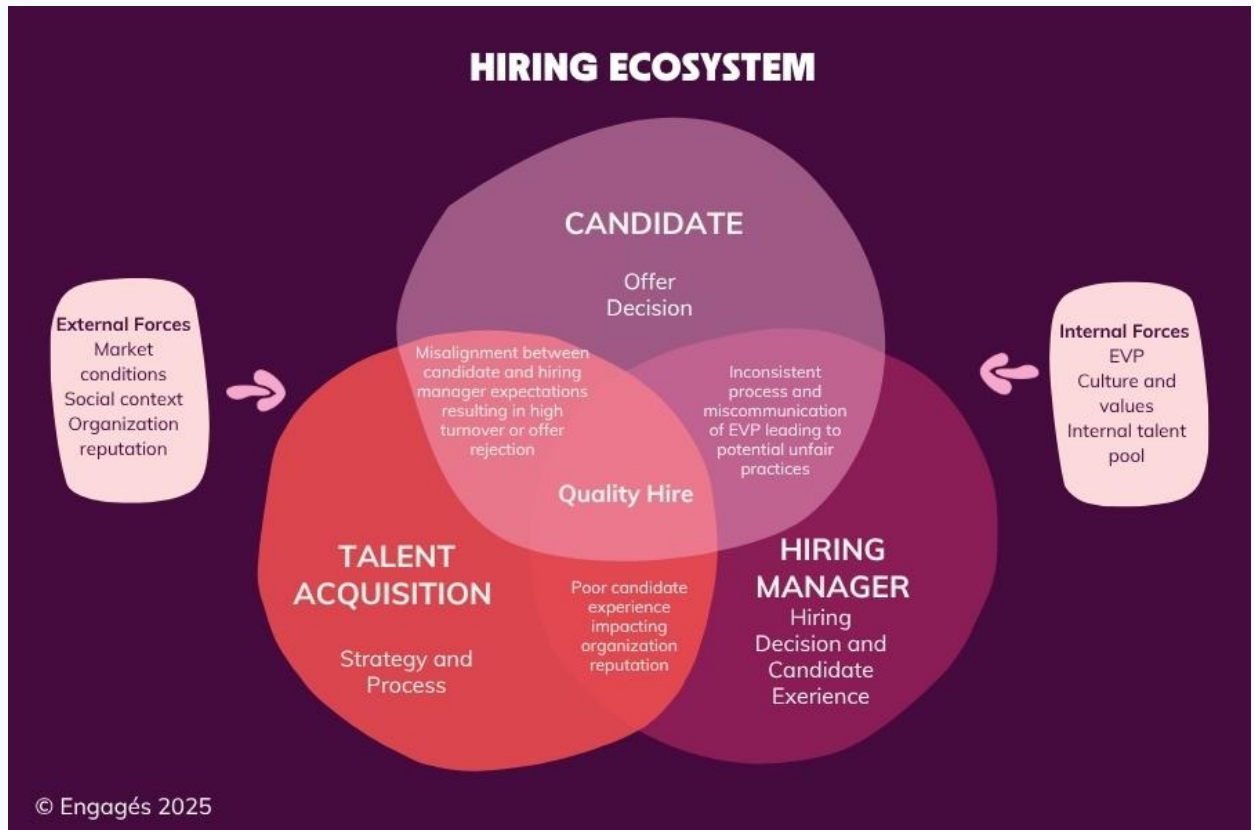 HIRING ECOSYSTEM
CANDIDATE
Offer
Decision
External Forces
Market
conditions
Social context
Organization
reputation
Internal Forces
EVP
Culture and
values
Internal talent
pool
Misalignment between
candidate and hiring
manager expectations
resulting in high
turnover or offer
rejection
Inconsistent
process and
miscommunication
of EVP leading to
potential unfair
practices
Quality Hire
TALENT
ACQUISITION
Strategy and
Process
Poor candidate
experience
impacting
organization
reputation
HIRING
MANAGER
Hiring
Decision and
Candidate
Exerience
© Engagés 2025